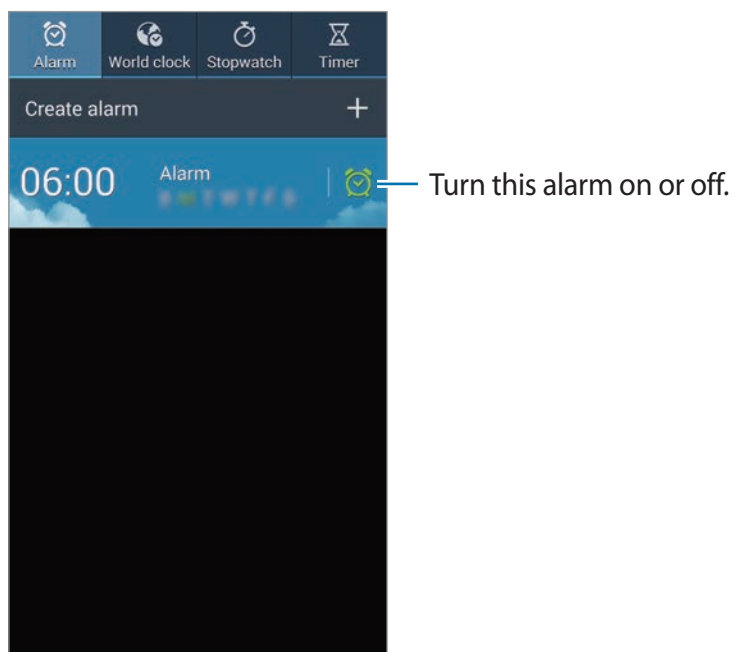 Alarm World clock Stopwatch Timer
Create alarm +
06:00 Alarm
Turn this alarm on or off.